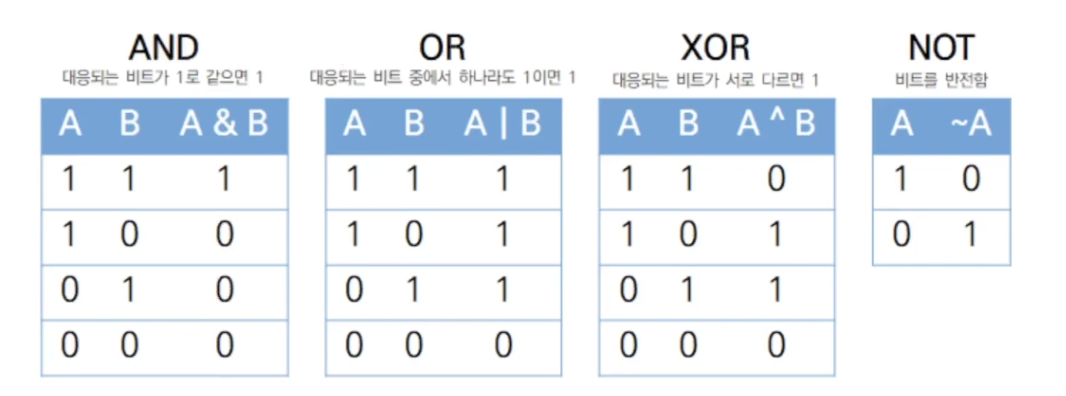 AND
대응되는 비트가 1로 같으면 1
A B A & B
1 1 1
1 0 0
0 1 0
0 0 0
OR
대응되는 비트 중에서 하나라도 1이면 1
A B A | B
1 1 1
1 0 1
0 1 1
0 0 0
XOR
대응되는 비트가 서로 다르면 1
A B A ^ B
1 1 0
1 0 1
0 1 1
0 0 0
NOT
비트를 반전함
A ~A
1 0
0 1